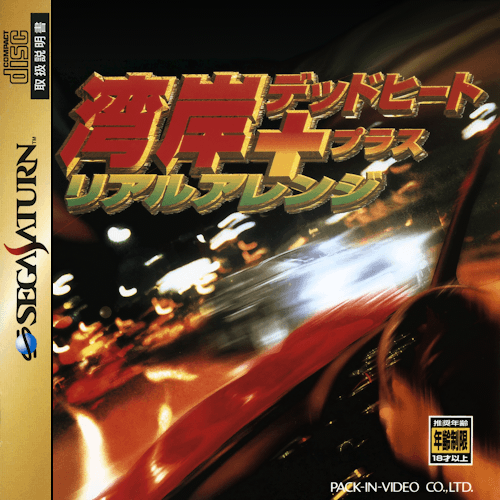 COMPACT
disc
取扱説明書
SEGA SATURN™
湾岸デッドヒート
+プラス
リアルアレンジ
推奨年齢
年齢制限
18才以上
PACK-IN-VIDEO CO.,LTD.